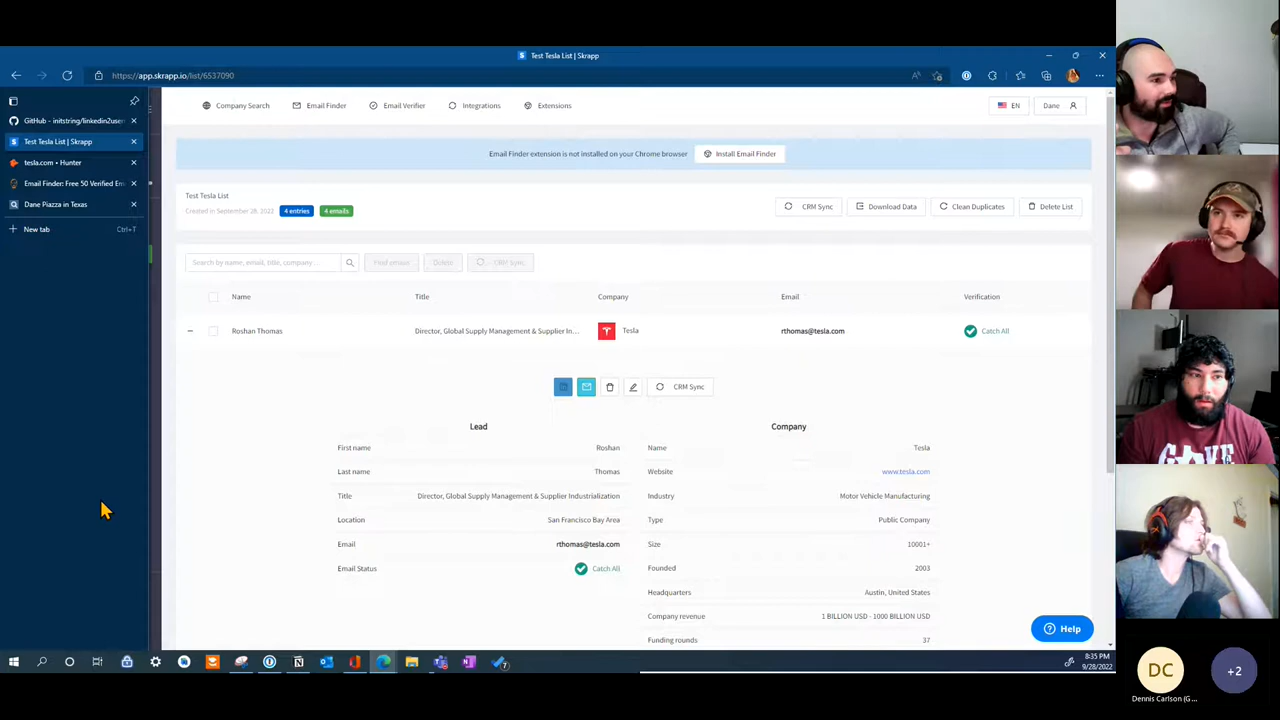 Test Tesla List | Skrapp
https://app.skrapp.io/list/6537090
GitHub - initstring/linkedin2user
Test Tesla List | Skrapp
tesla.com • Hunter
Email Finder: Free 50 Verified Em
Dane Piazza in Texas
New tab Ctrl+T
Company Search Email Finder Email Verifier Integrations Extensions EN Dane
Email Finder extension is not installed on your Chrome browser Install Email Finder
Test Tesla List
Created in September 28, 2022 4 entries 4 emails
CRM Sync Download Data Clean Duplicates Delete List
Search by name, email, title, company ... Find emails Delete CRM Sync
Name Title Company Email Verification
Roshan Thomas Director, Global Supply Management & Supplier In... Tesla rthomas@tesla.com Catch All
CRM Sync
Lead
First name Roshan
Last name Thomas
Title Director, Global Supply Management & Supplier Industrialization
Location San Francisco Bay Area
Email rthomas@tesla.com
Email Status Catch All
Company
Name Tesla
Website www.tesla.com
Industry Motor Vehicle Manufacturing
Type Public Company
Size 10001+
Founded 2003
Headquarters Austin, United States
Company revenue 1 BILLION USD - 1000 BILLION USD
Funding rounds 37
Help
8:35 PM
9/28/2022
DC
+2
Dennis Carlson (G...